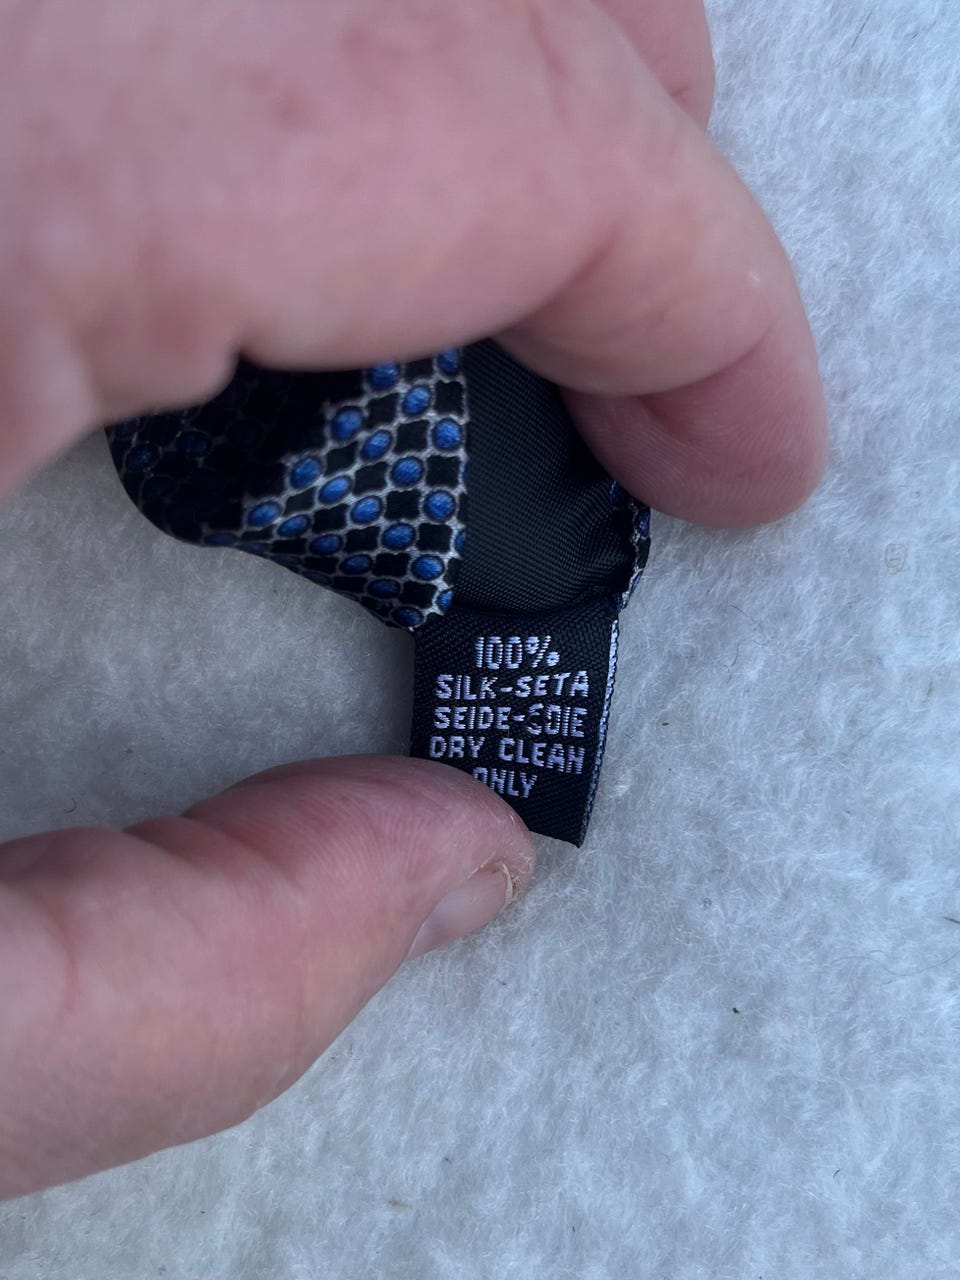 100%
SILK-SETA
SEIDE-SOIE
DRY CLEAN
ONLY